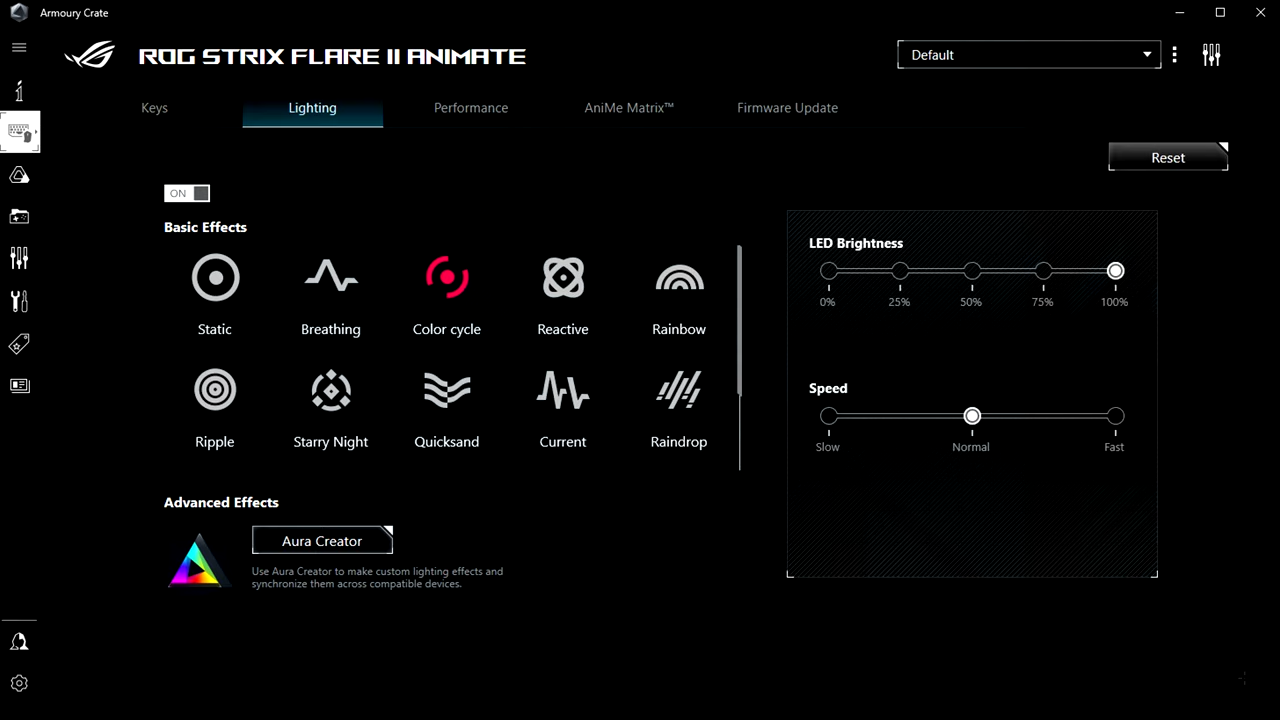 Armoury Crate
ROG STRIX FLARE II ANIMATE
Default
Keys
Lighting
Performance
AniMe Matrix™
Firmware Update
Reset
ON
Basic Effects
Static
Breathing
Color cycle
Reactive
Rainbow
Ripple
Starry Night
Quicksand
Current
Raindrop
LED Brightness
0%
25%
50%
75%
100%
Speed
Slow
Normal
Fast
Advanced Effects
Aura Creator
Use Aura Creator to make custom lighting effects and
synchronize them across compatible devices.